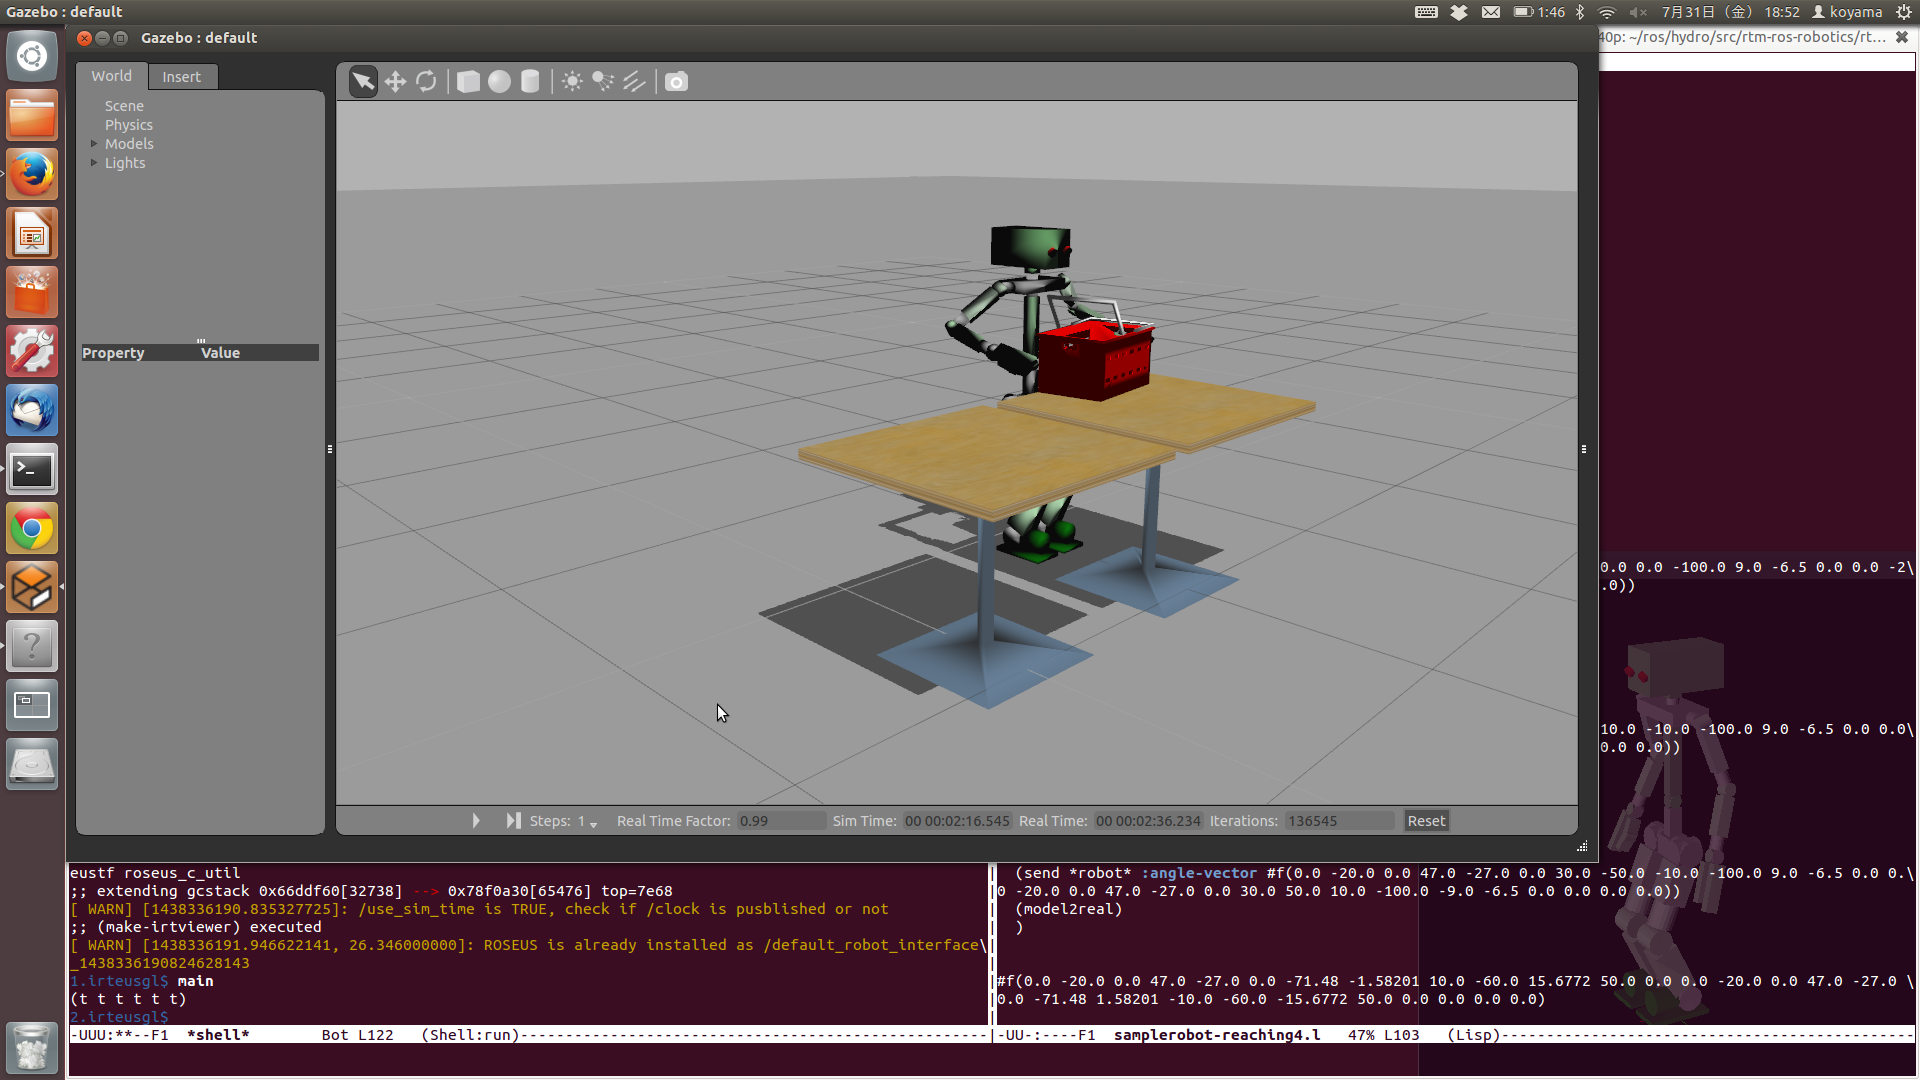 Gazebo : default
1:46
7月31日 (金) 18:52
koyama
Gazebo : default
40p: ~/ros/hydro/src/rtm-ros-robotics/rt...
World
Insert
Scene
Physics
Models
Lights
Property Value
Steps: 1
Real Time Factor: 0.99
Sim Time: 00 00:02:16.545
Real Time: 00 00:02:36.234
Iterations: 136545
Reset
0.0 0.0 -100.0 9.0 -6.5 0.0 0.0 -2\
.0))
10.0 -10.0 -100.0 9.0 -6.5 0.0 0.0\
0.0 0.0))
eustf roseus_c_util
;; extending gcstack 0x66ddf60[32738] --> 0x78f0a30[65476] top=7e68
[ WARN] [1438336190.835327725]: /use_sim_time is TRUE, check if /clock is pusblished or not
;; (make-irtviewer) executed
[ WARN] [1438336191.946622141, 26.346000000]: ROSEUS is already installed as /default_robot_interface\
_1438336190824628143
1.irteusgl$ main
(t t t t t t)
2.irteusgl$
-UUU:**--F1 *shell* Bot L122 (Shell:run)
(send *robot* :angle-vector #f(0.0 -20.0 0.0 47.0 -27.0 0.0 30.0 -50.0 -10.0 -100.0 9.0 -6.5 0.0 0.\
0 -20.0 0.0 47.0 -27.0 0.0 30.0 50.0 10.0 -100.0 -9.0 -6.5 0.0 0.0 0.0 0.0))
(model2real)
)
#f(0.0 -20.0 0.0 47.0 -27.0 0.0 -71.48 -1.58201 10.0 -60.0 15.6772 50.0 0.0 0.0 -20.0 0.0 47.0 -27.0 \
0.0 -71.48 1.58201 -10.0 -60.0 -15.6772 50.0 0.0 0.0 0.0 0.0)
-UU-:----F1 samplerobot-reaching4.l 47% L103 (Lisp)